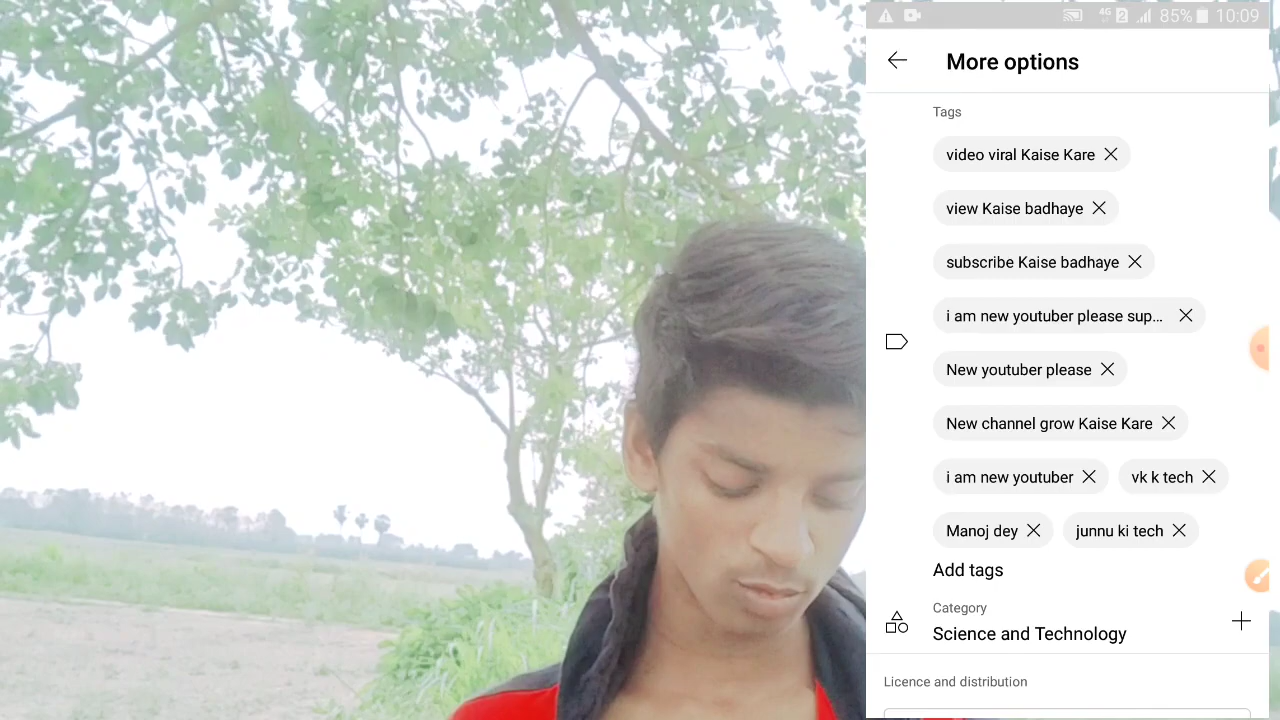 4G 2 85% 10:09
More options
Tags
video viral Kaise Kare
view Kaise badhaye
subscribe Kaise badhaye
i am new youtuber please sup...
New youtuber please
New channel grow Kaise Kare
i am new youtuber vk k tech
Manoj dey junnu ki tech
Add tags
Category
Science and Technology
Licence and distribution